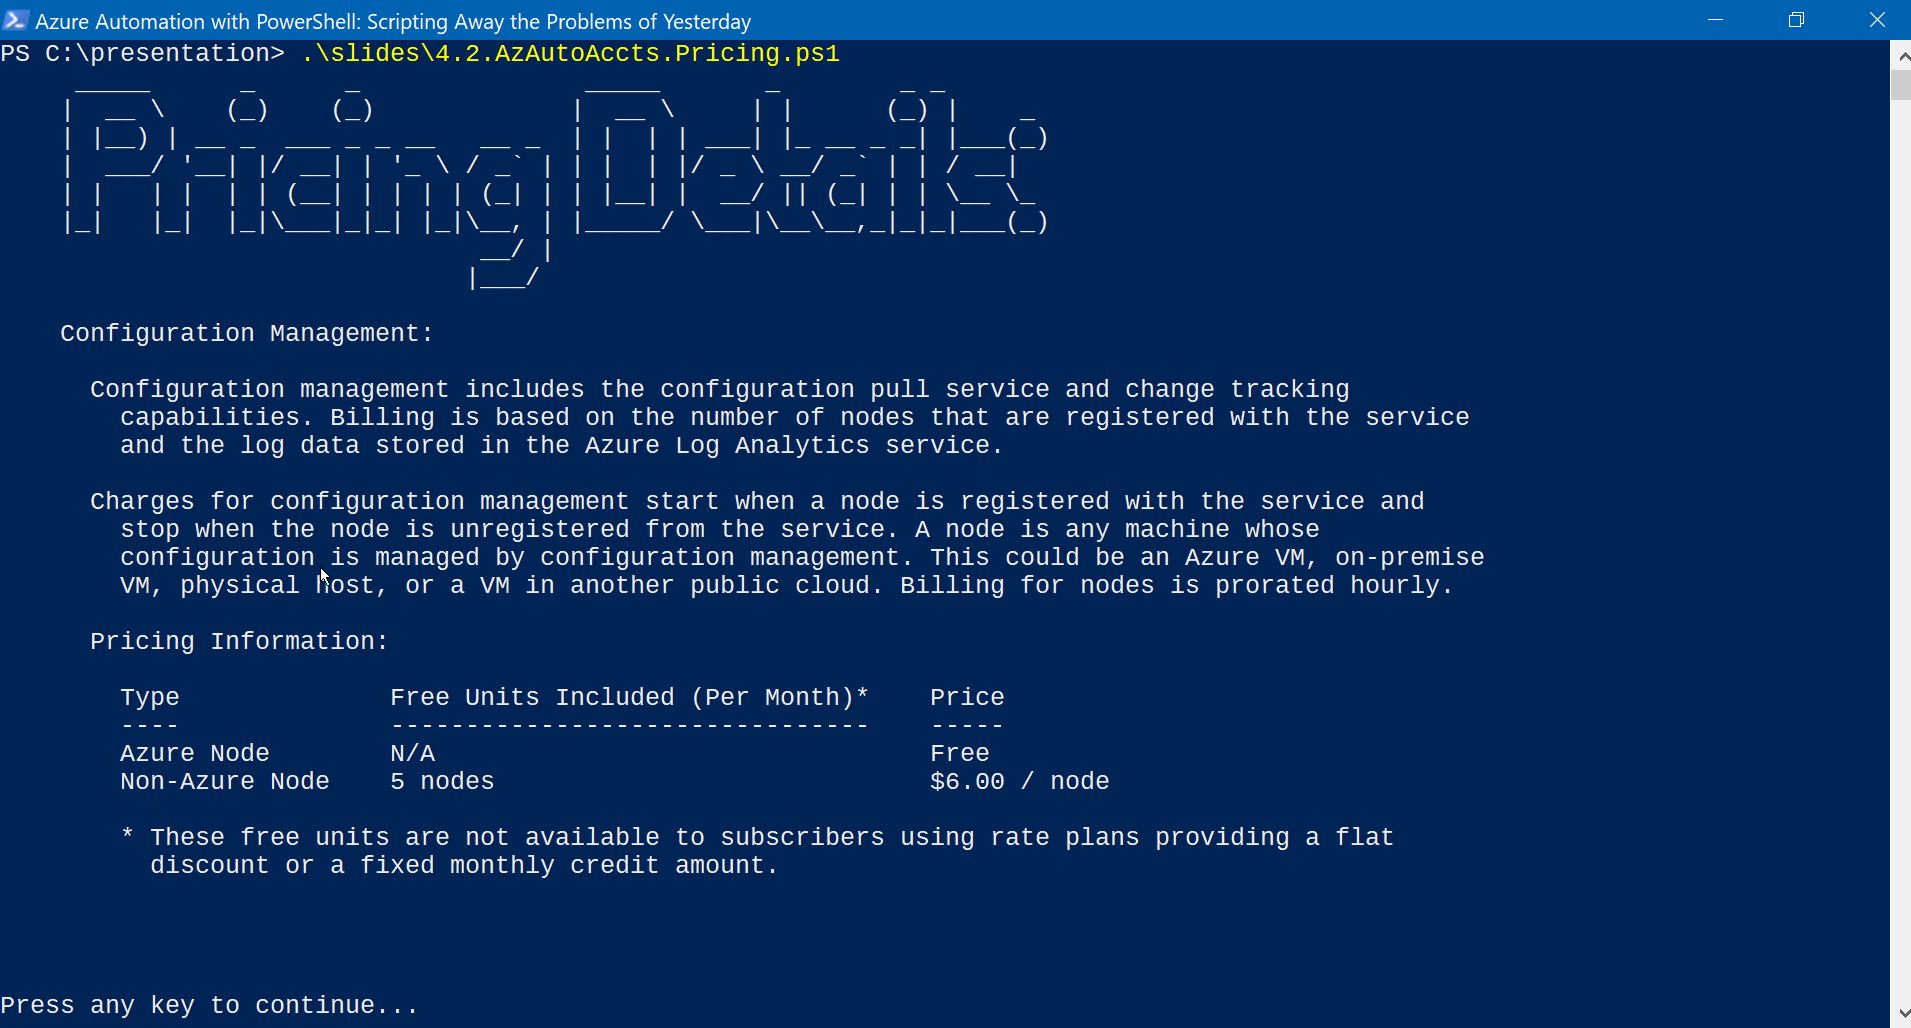 Azure Automation with PowerShell: Scripting Away the Problems of Yesterday
PS C:\presentation> .\slides\4.2.AzAutoAccts.Pricing.ps1
Pricing Details:
Configuration Management:
Configuration management includes the configuration pull service and change tracking
capabilities. Billing is based on the number of nodes that are registered with the service
and the log data stored in the Azure Log Analytics service.
Charges for configuration management start when a node is registered with the service and
stop when the node is unregistered from the service. A node is any machine whose
configuration is managed by configuration management. This could be an Azure VM, on-premise
VM, physical host, or a VM in another public cloud. Billing for nodes is prorated hourly.
Pricing Information:
Type Free Units Included (Per Month)* Price
---- -------------------------------- -----
Azure Node N/A Free
Non-Azure Node 5 nodes $6.00 / node
* These free units are not available to subscribers using rate plans providing a flat
discount or a fixed monthly credit amount.
Press any key to continue...